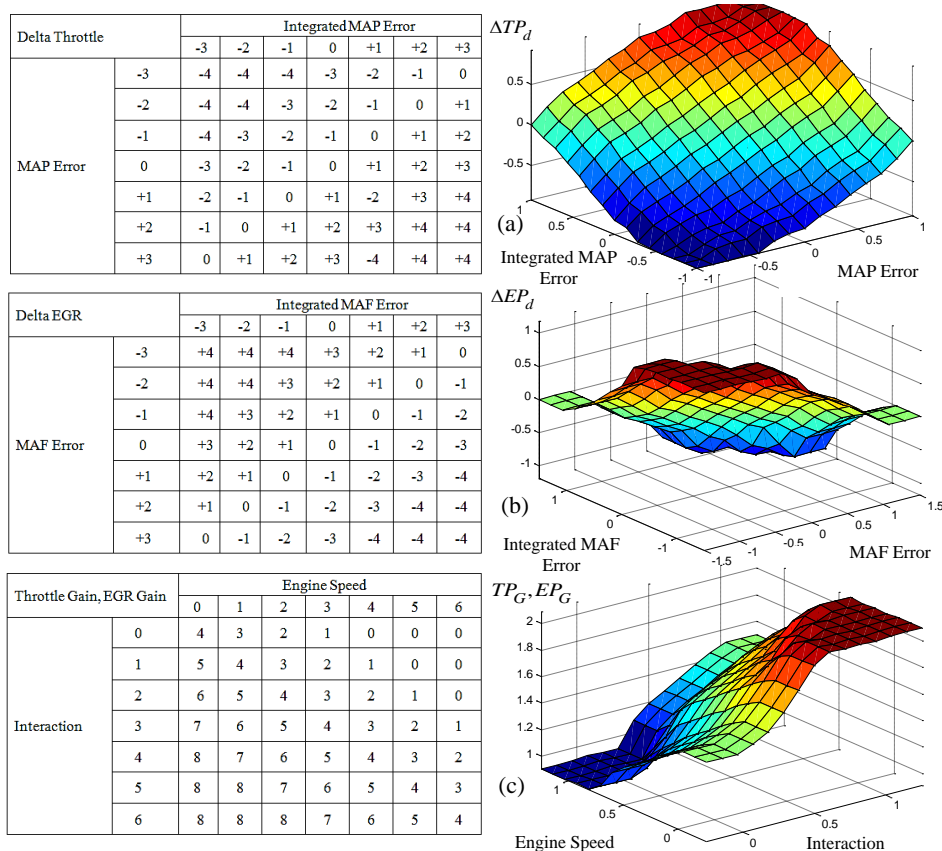 Delta Throttle Integrated MAP Error
-3 -2 -1 0 +1 +2 +3
MAP Error
-3 -4 -4 -4 -3 -2 -1 0
-2 -4 -4 -3 -2 -1 0 +1
-1 -4 -3 -2 -1 0 +1 +2
0 -3 -2 -1 0 +1 +2 +3
+1 -2 -1 0 +1 -2 +3 +4
+2 -1 0 +1 +2 +3 +4 +4
+3 0 +1 +2 +3 -4 +4 +4
ΔTP_d
0.5
0
-0.5
1
0.5
0
-0.5
-1
-1
-0.5
0
0.5
1
(a)
Integrated MAP
Error
MAP Error
Delta EGR Integrated MAF Error
-3 -2 -1 0 +1 +2 +3
MAF Error
-3 +4 +4 +4 +3 +2 +1 0
-2 +4 +4 +3 +2 +1 0 -1
-1 +4 +3 +2 +1 0 -1 -2
0 +3 +2 +1 0 -1 -2 -3
+1 +2 +1 0 -1 -2 -3 -4
+2 +1 0 -1 -2 -3 -4 -4
+3 0 -1 -2 -3 -4 -4 -4
ΔEP_d
1
0.5
0
-0.5
-1
1
0
-1
-1.5
-1
-0.5
0
0.5
1
1.5
(b)
Integrated MAF
Error
MAF Error
Throttle Gain, EGR Gain Engine Speed
0 1 2 3 4 5 6
Interaction
0 4 3 2 1 0 0 0
1 5 4 3 2 1 0 0
2 6 5 4 3 2 1 0
3 7 6 5 4 3 2 1
4 8 7 6 5 4 3 2
5 8 8 7 6 5 4 3
6 8 8 8 7 6 5 4
TP_G, EP_G
2
1.8
1.6
1.4
1.2
1
1
0.5
0
0
0.5
1
(c)
Engine Speed
Interaction